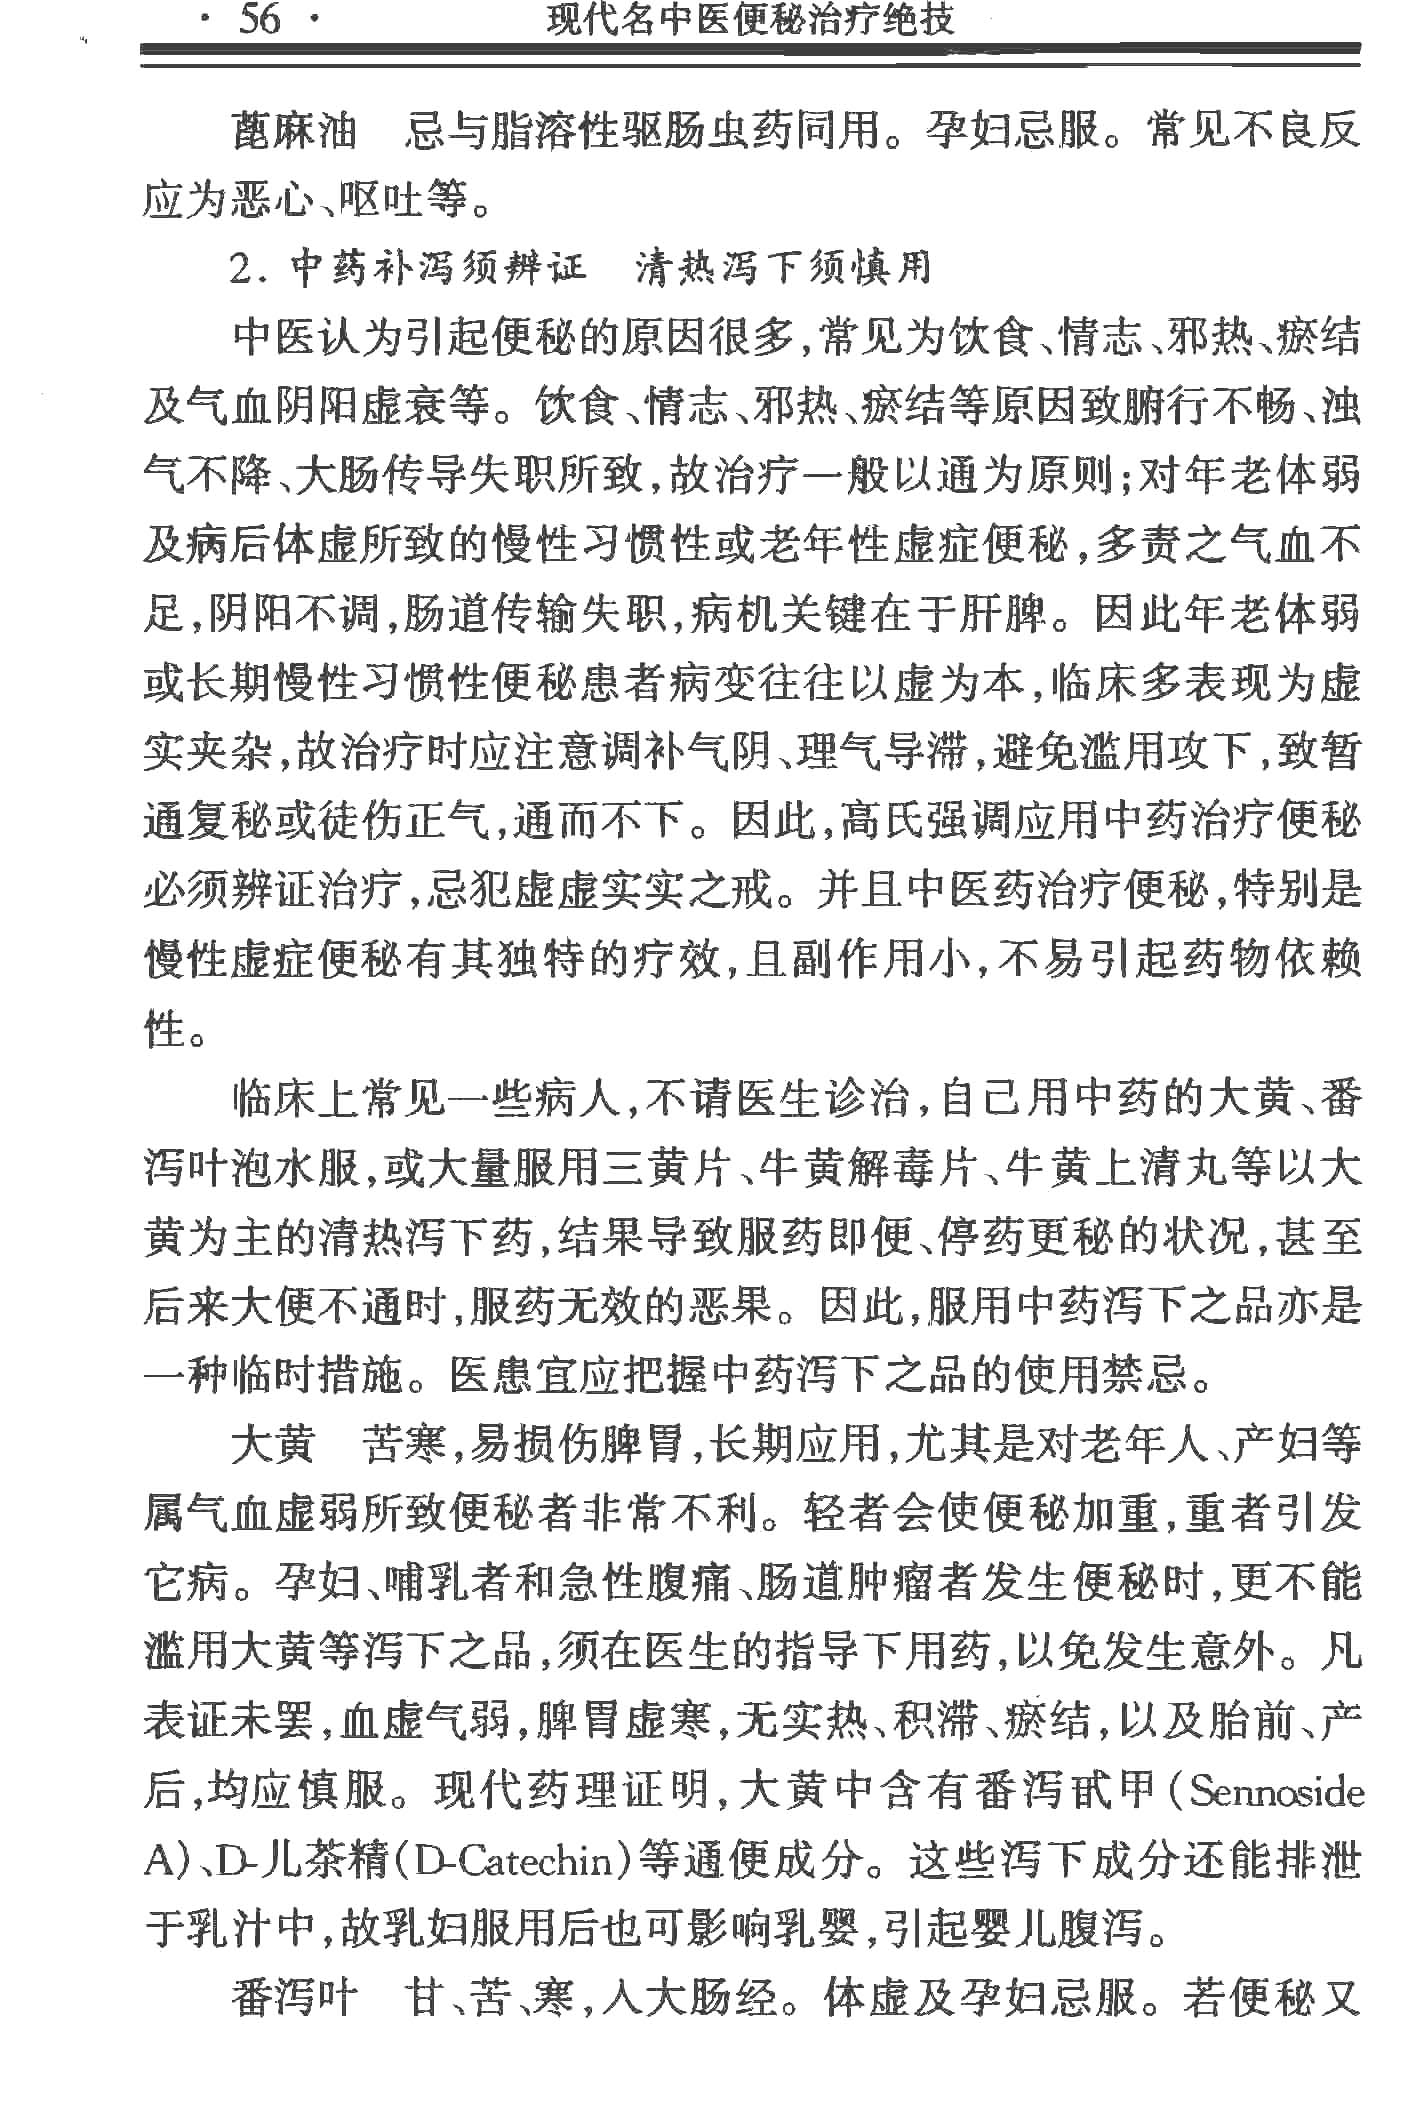 · 56 · 现代名中医便秘治疗绝技
蓖麻油 忌与脂溶性驱肠虫药同用。孕妇忌服。常见不良反
应为恶心、呕吐等。
2. 中药补泻须辨证 清热泻下须慎用
中医认为引起便秘的原因很多,常见为饮食、情志、邪热、瘀结
及气血阴阳虚衰等。饮食、情志、邪热、瘀结等原因致腑行不畅、浊
气不降、大肠传导失职所致,故治疗一般以通为原则;对年老体弱
及病后体虚所致的慢性习惯性或老年性虚症便秘,多责之气血不
足,阴阳不调,肠道传输失职,病机关键在于肝脾。因此年老体弱
或长期慢性习惯性便秘患者病变往往以虚为本,临床多表现为虚
实夹杂,故治疗时应注意调补气阴、理气导滞,避免滥用攻下,致暂
通复秘或徒伤正气,通而不下。因此,高氏强调应用中药治疗便秘
必须辨证治疗,忌犯虚虚实实之戒。并且中医药治疗便秘,特别是
慢性虚症便秘有其独特的疗效,且副作用小,不易引起药物依赖
性。
临床上常见一些病人,不请医生诊治,自己用中药的大黄、番
泻叶泡水服,或大量服用三黄片、牛黄解毒片、牛黄上清丸等以大
黄为主的清热泻下药,结果导致服药即便、停药更秘的状况,甚至
后来大便不通时,服药无效的恶果。因此,服用中药泻下之品亦是
一种临时措施。医患宜应把握中药泻下之品的使用禁忌。
大黄 苦寒,易损伤脾胃,长期应用,尤其是对老年人、产妇等
属气血虚弱所致便秘者非常不利。轻者会使便秘加重,重者引发
它病。孕妇、哺乳者和急性腹痛、肠道肿瘤者发生便秘时,更不能
滥用大黄等泻下之品,须在医生的指导下用药,以免发生意外。凡
表证未罢,血虚气弱,脾胃虚寒,无实热、积滞、瘀结,以及胎前、产
后,均应慎服。现代药理证明,大黄中含有番泻甙甲(Sennoside
A)、D-儿茶精(D-Catechin)等通便成分。这些泻下成分还能排泄
于乳汁中,故乳妇服用后也可影响乳婴,引起婴儿腹泻。
番泻叶 甘、苦、寒,入大肠经。体虚及孕妇忌服。若便秘又